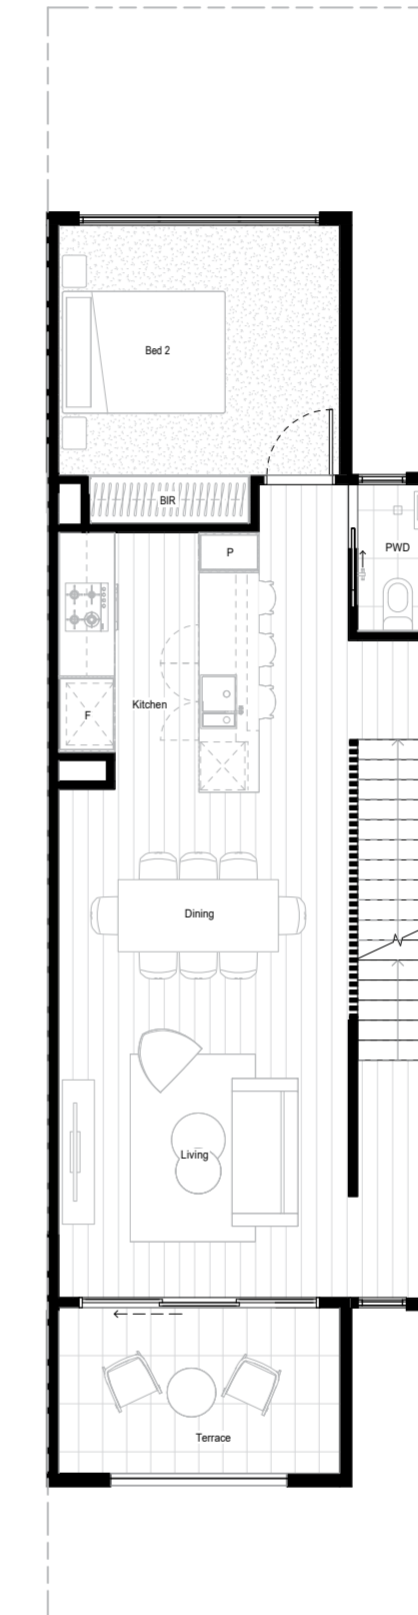 Bed 2
BIR
P
PWD
F
Kitchen
Dining
Living
Terrace